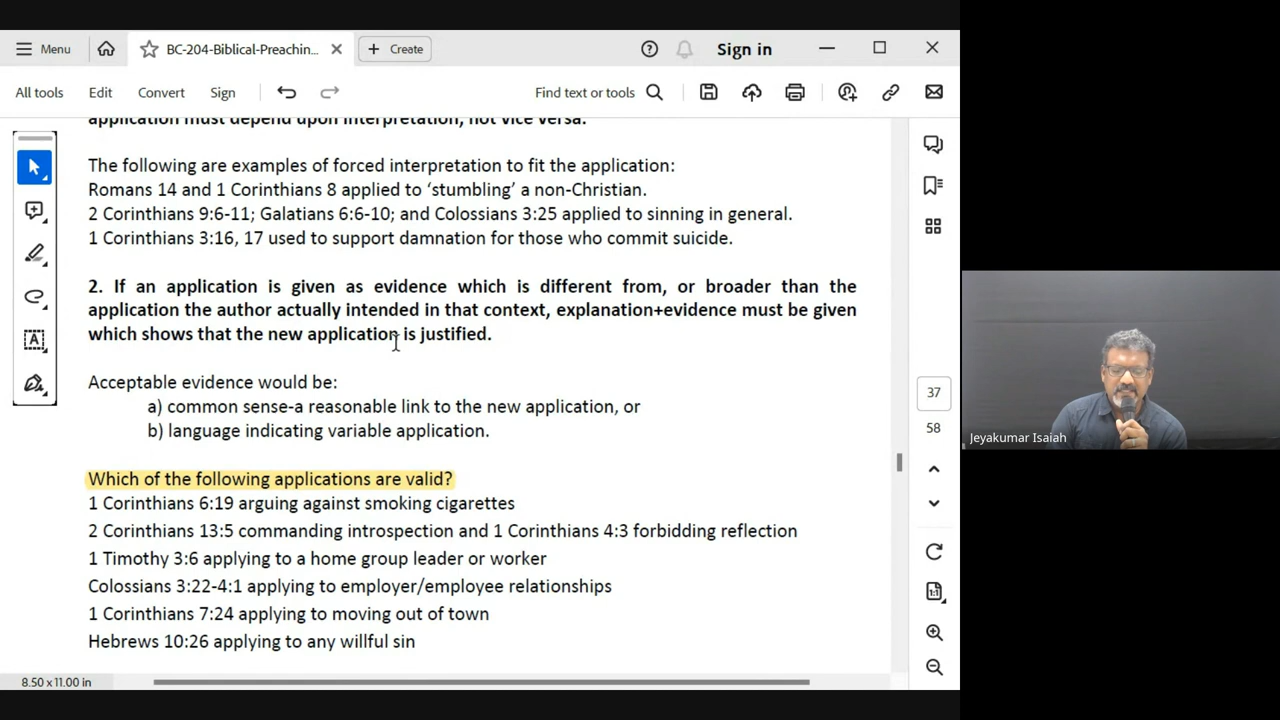 Menu
BC-204-Biblical-Preachin...
Create
Sign in
All tools
Edit
Convert
Sign
Find text or tools
application must depend upon interpretation, not vice versa.
The following are examples of forced interpretation to fit the application:
Romans 14 and 1 Corinthians 8 applied to ‘stumbling’ a non-Christian.
2 Corinthians 9:6-11; Galatians 6:6-10; and Colossians 3:25 applied to sinning in general.
1 Corinthians 3:16, 17 used to support damnation for those who commit suicide.
2. If an application is given as evidence which is different from, or broader than the
application the author actually intended in that context, explanation+evidence must be given
which shows that the new application is justified.
Acceptable evidence would be:
a) common sense-a reasonable link to the new application, or
b) language indicating variable application.
Which of the following applications are valid?
1 Corinthians 6:19 arguing against smoking cigarettes
2 Corinthians 13:5 commanding introspection and 1 Corinthians 4:3 forbidding reflection
1 Timothy 3:6 applying to a home group leader or worker
Colossians 3:22-4:1 applying to employer/employee relationships
1 Corinthians 7:24 applying to moving out of town
Hebrews 10:26 applying to any willful sin
37
58
1:1
8.50 x 11.00 in
Jeyakumar Isaiah